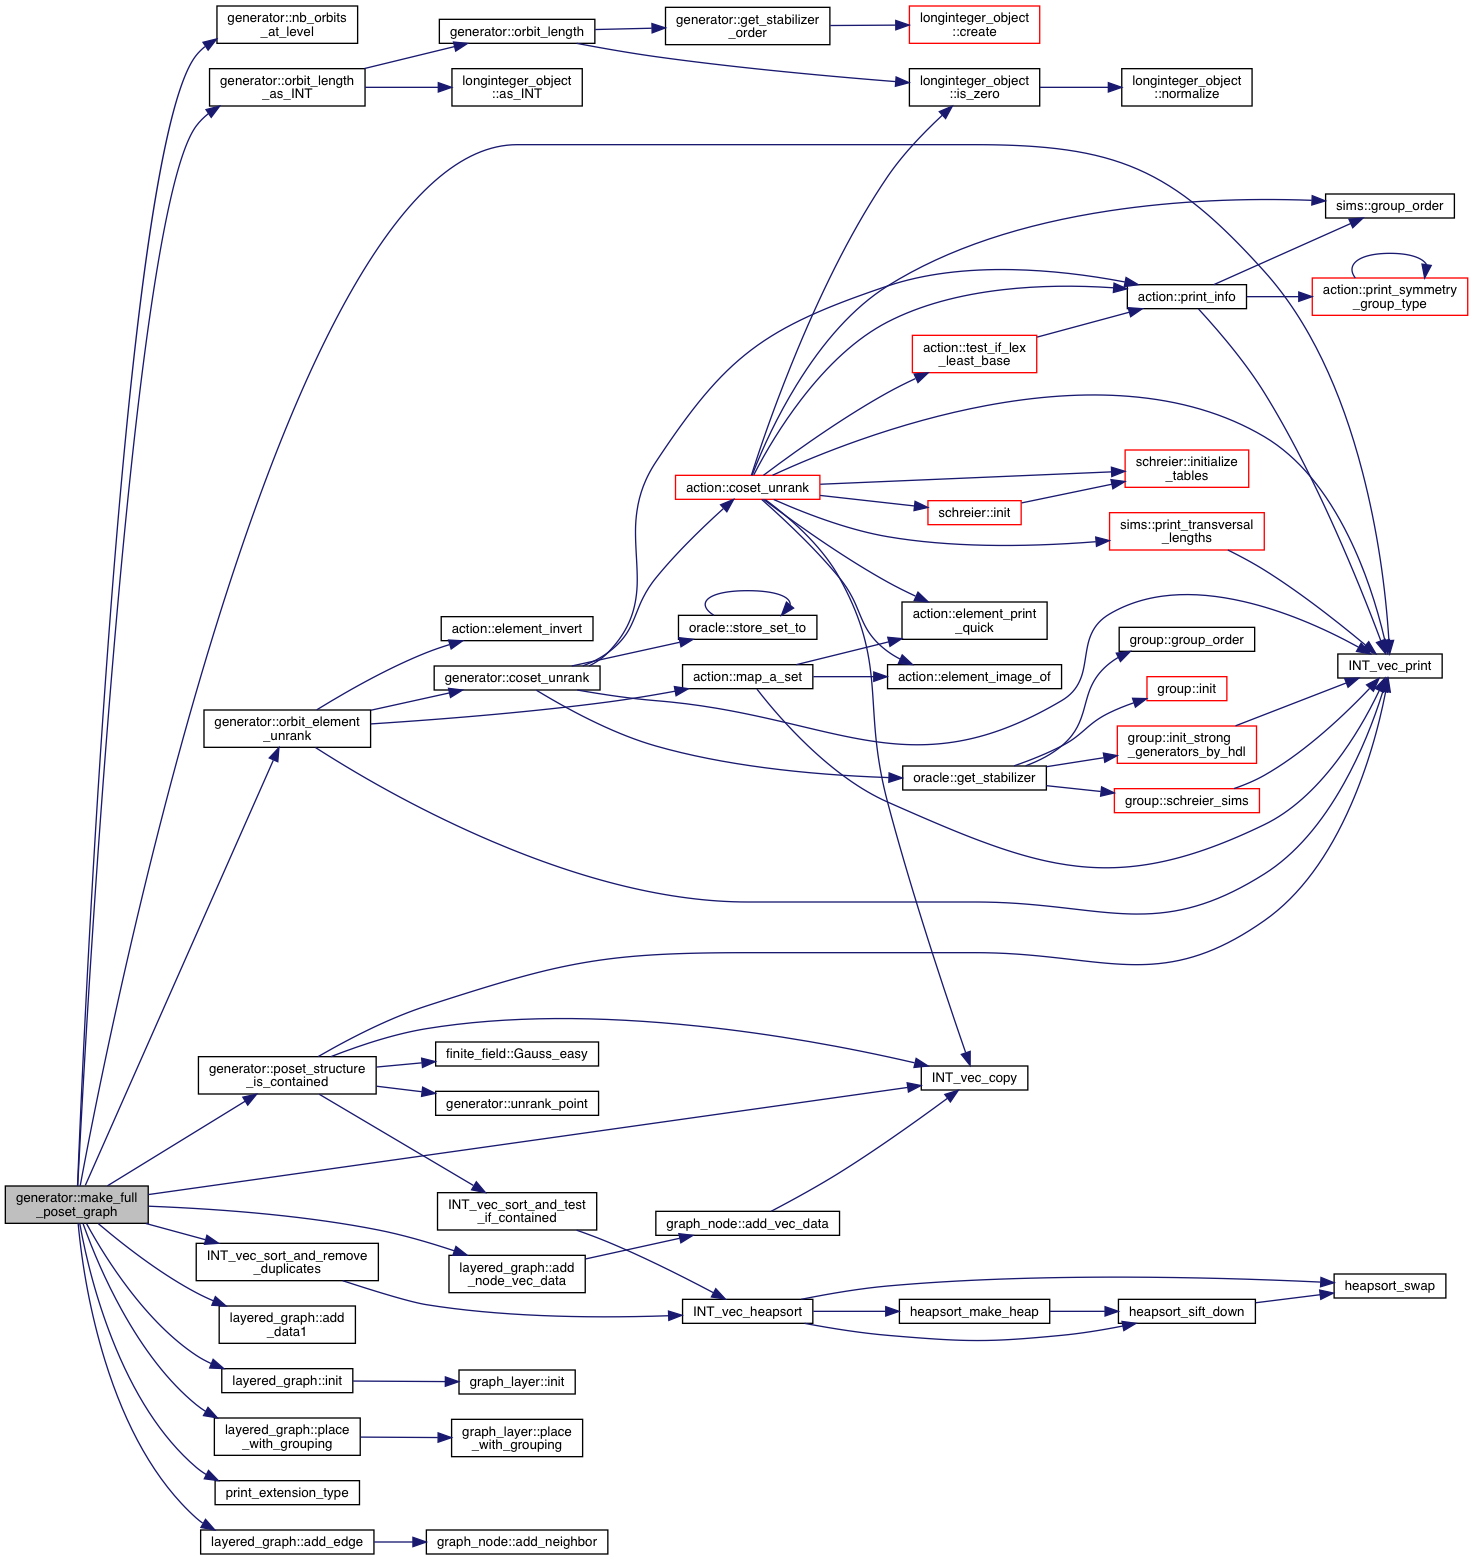 generator::make_full
_poset_graph
generator::nb_orbits
_at_level
generator::orbit_length
_as_INT
generator::orbit_length
longinteger_object
::as_INT
generator::get_stabilizer
_order
longinteger_object
::create
longinteger_object
::is_zero
longinteger_object
::normalize
sims::group_order
action::print_info
action::print_symmetry
_group_type
action::test_if_lex
_least_base
action::coset_unrank
schreier::initialize
_tables
schreier::init
sims::print_transversal
_lengths
action::element_print
_quick
action::element_invert
oracle::store_set_to
generator::coset_unrank
action::map_a_set
action::element_image_of
group::group_order
INT_vec_print
group::init
generator::orbit_element
_unrank
group::init_strong
_generators_by_hdl
oracle::get_stabilizer
group::schreier_sims
generator::poset_structure
_is_contained
finite_field::Gauss_easy
generator::unrank_point
INT_vec_copy
INT_vec_sort_and_test
_if_contained
graph_node::add_vec_data
INT_vec_sort_and_remove
_duplicates
layered_graph::add
_node_vec_data
INT_vec_heapsort
heapsort_make_heap
heapsort_sift_down
heapsort_swap
layered_graph::add
_data1
layered_graph::init
graph_layer::init
layered_graph::place
_with_grouping
graph_layer::place
_with_grouping
print_extension_type
layered_graph::add_edge
graph_node::add_neighbor